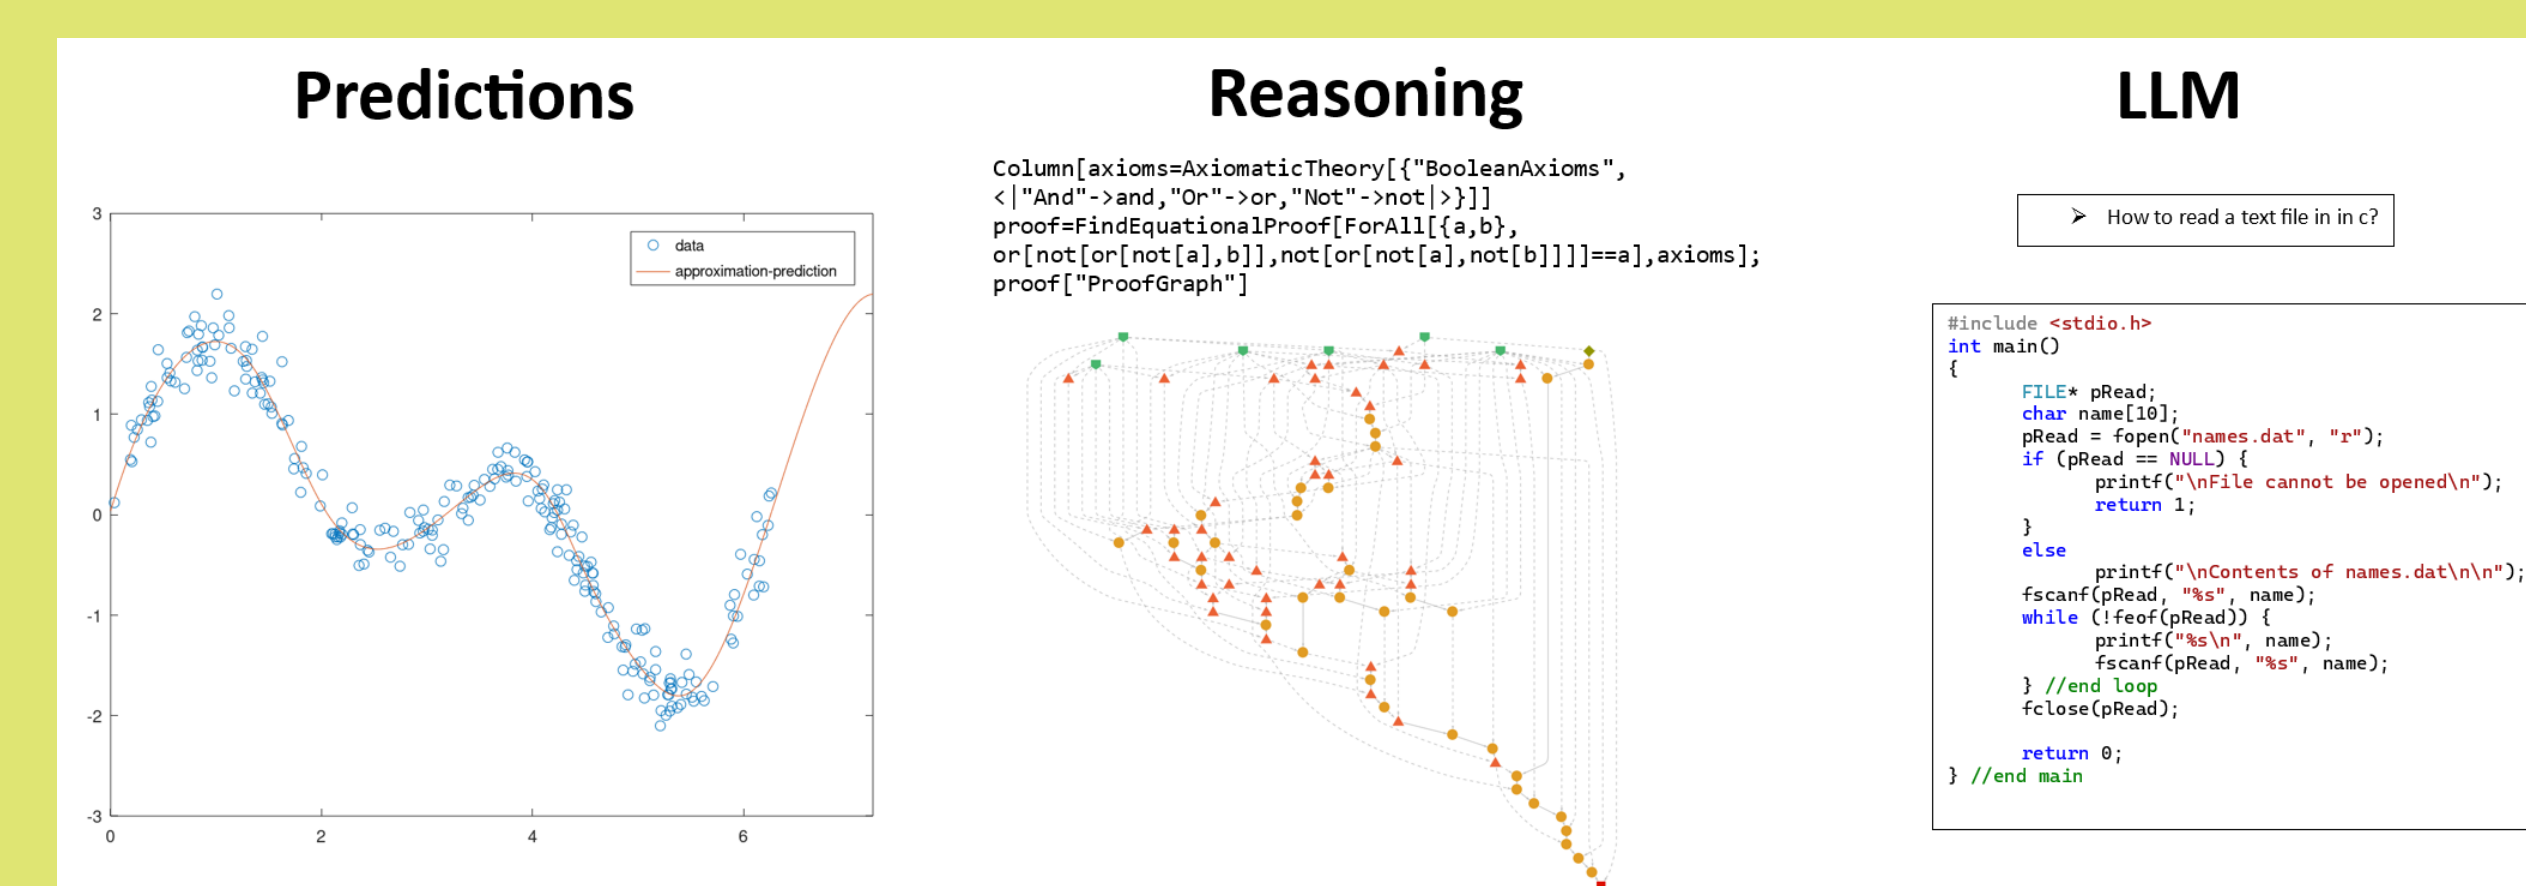 Predictions
3
2
1
0
-1
-2
-3
0
2
4
6
data
approximation-prediction
Reasoning
Column[axioms=AxiomaticTheory[{"BooleanAxioms",
<|"And"->and,"Or"->or,"Not"->not|>}]]
proof=FindEquationalProof[ForAll[{a,b},
or[not[or[not[a],b]],not[or[not[a],not[b]]]]==a],axioms];
proof["ProofGraph"]
LLM
➢ How to read a text file in in c?
#include <stdio.h>
int main()
{
FILE* pRead;
char name[10];
pRead = fopen("names.dat", "r");
if (pRead == NULL) {
printf("\nFile cannot be opened\n");
return 1;
}
else
printf("\nContents of names.dat\n\n");
fscanf(pRead, "%s", name);
while (!feof(pRead)) {
printf("%s\n", name);
fscanf(pRead, "%s", name);
} //end loop
fclose(pRead);
return 0;
} //end main